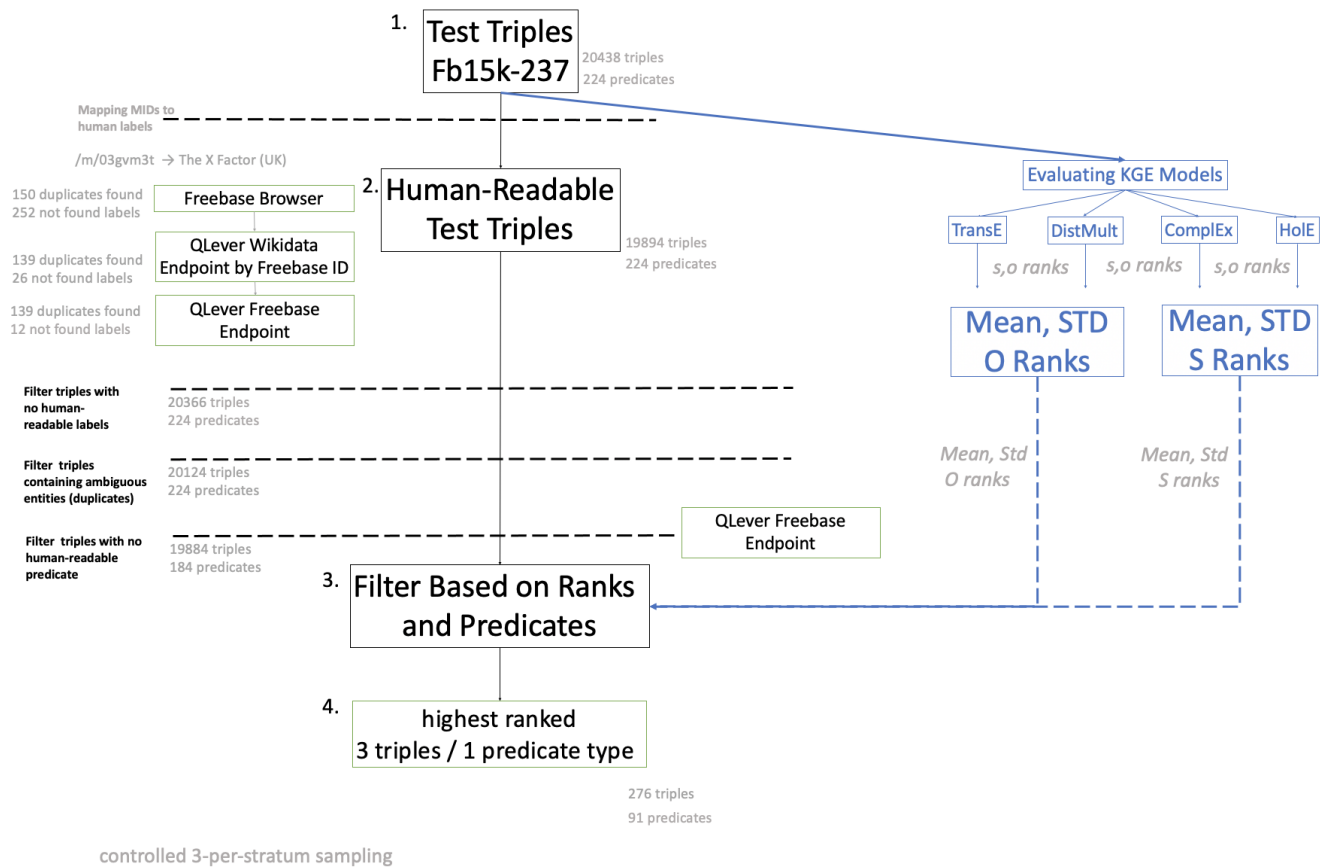 1.
Test Triples
Fb15k-237
20438 triples
224 predicates
Mapping MIDs to
human labels
/m/03gvm3t → The X Factor (UK)
150 duplicates found
252 not found labels
Freebase Browser
139 duplicates found
26 not found labels
QLever Wikidata
Endpoint by Freebase ID
139 duplicates found
12 not found labels
QLever Freebase
Endpoint
2.
Human-Readable
Test Triples
19894 triples
224 predicates
Evaluating KGE Models
TransE
DistMult
ComplEx
HolE
s,o ranks
s,o ranks
s,o ranks
Mean, STD
O Ranks
Mean, STD
S Ranks
Mean, Std
O ranks
Mean, Std
S ranks
Filter triples with
no human-
readable labels
20366 triples
224 predicates
Filter triples
containing ambiguous
entities (duplicates)
20124 triples
224 predicates
Filter triples with no
human-readable
predicate
19884 triples
184 predicates
QLever Freebase
Endpoint
3.
Filter Based on Ranks
and Predicates
4.
highest ranked
3 triples / 1 predicate type
276 triples
91 predicates
controlled 3-per-stratum sampling